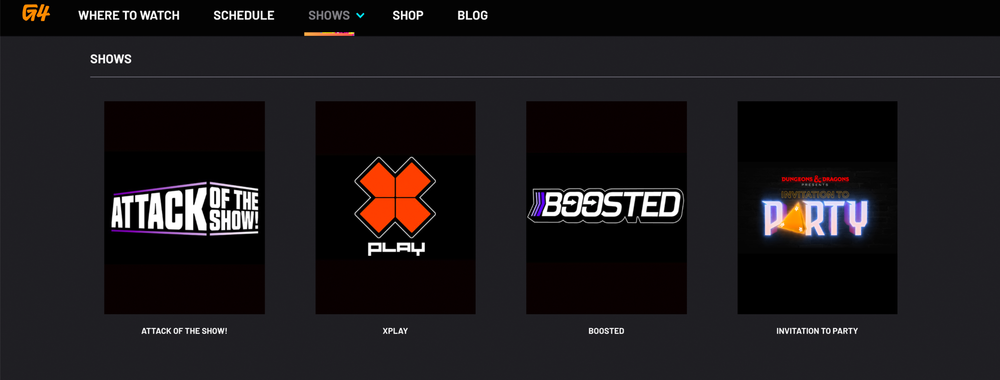 G4 WHERE TO WATCH SCHEDULE SHOWS SHOP BLOG
SHOWS
ATTACK OF THE SHOW!
X
PLAY
BOOSTED
DUNGEONS & DRAGONS
PRESENTS
INVITATION TO
PARTY
ATTACK OF THE SHOW! XPLAY BOOSTED INVITATION TO PARTY